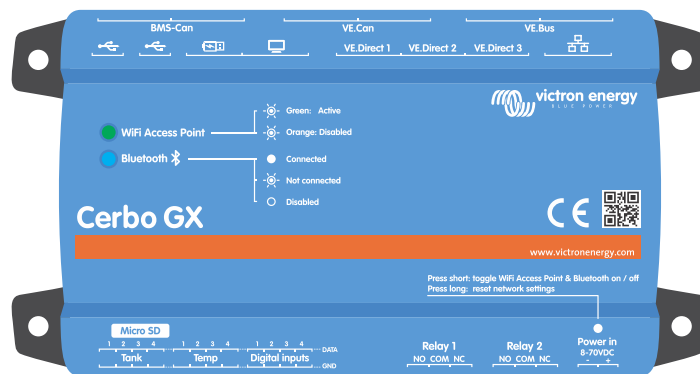 BMS-Can VE.Can VE.Bus
VE.Direct 1 VE.Direct 2 VE.Direct 3
victron energy
BLUE POWER
Green: Active
WiFi Access Point
Orange: Disabled
Bluetooth
Connected
Not connected
Disabled
Cerbo GX
CE
www.victronenergy.com
Press short: toggle WiFi Access Point & Bluetooth on / off
Press long: reset network settings
Micro SD
1 2 3 4 1 2 3 4 1 2 3 4 DATA
Tank Temp Digital inputs
GND
Relay 1 Relay 2 Power in
NO COM NC NO COM NC 8-70VDC
- +